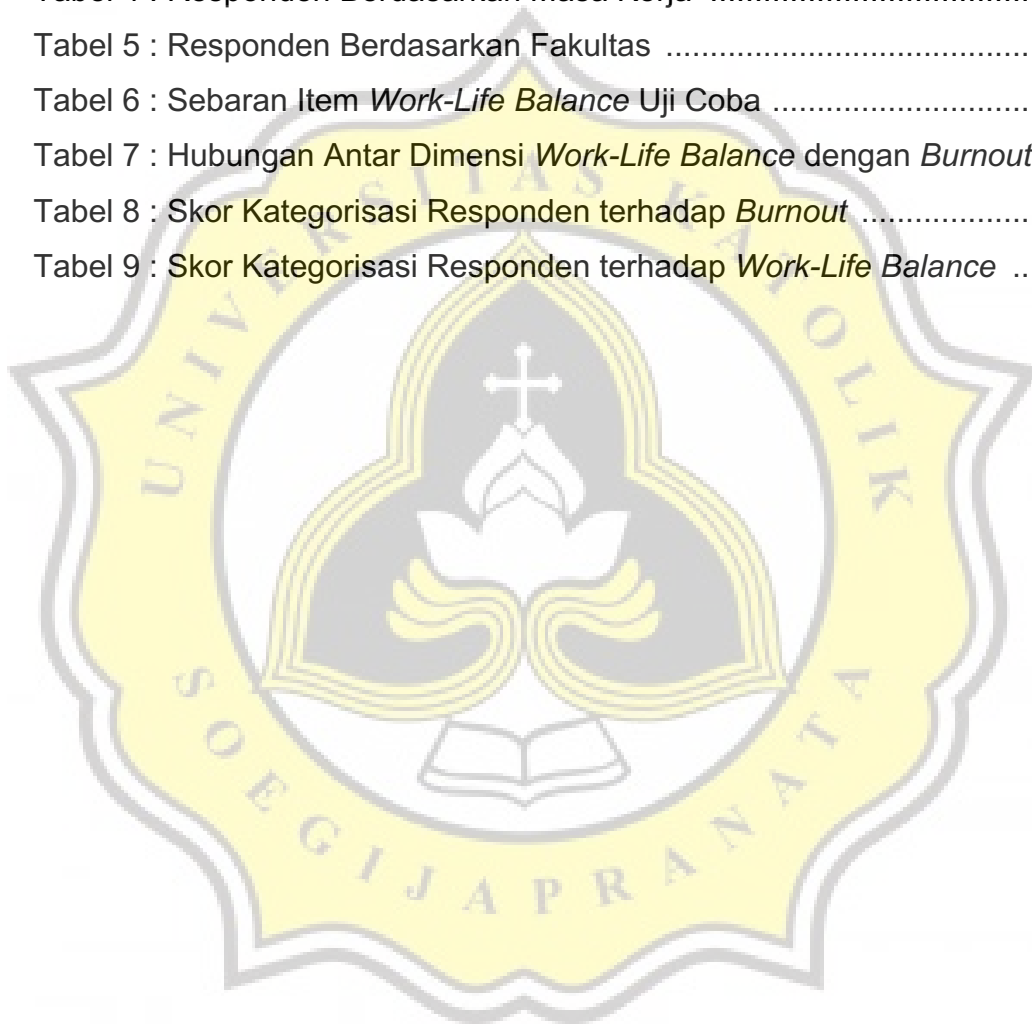 Tabel 5 : Responden Berdasarkan Fakultas ....................................
Tabel 6 : Sebaran Item Work-Life Balance Uji Coba ............................
Tabel 7 : Hubungan Antar Dimensi Work-Life Balance dengan Burnout
Tabel 8 : Skor Kategorisasi Responden terhadap Burnout ...................
Tabel 9 : Skor Kategorisasi Responden terhadap Work-Life Balance ..
UNIVERSITAS KATOLIK
SOEGIJAPRANATA